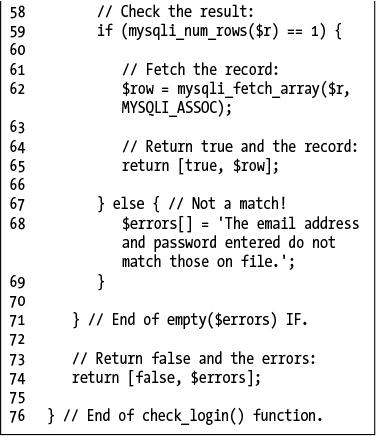 58 // Check the result:
59 if (mysqli_num_rows($r) == 1) {
60
61 // Fetch the record:
62 $row = mysqli_fetch_array($r,
MYSQLI_ASSOC);
63
64 // Return true and the record:
65 return [true, $row];
66
67 } else { // Not a match!
68 $errors[] = 'The email address
and password entered do not
match those on file.';
69 }
70
71 } // End of empty($errors) IF.
72
73 // Return false and the errors:
74 return [false, $errors];
75
76 } // End of check_login() function.